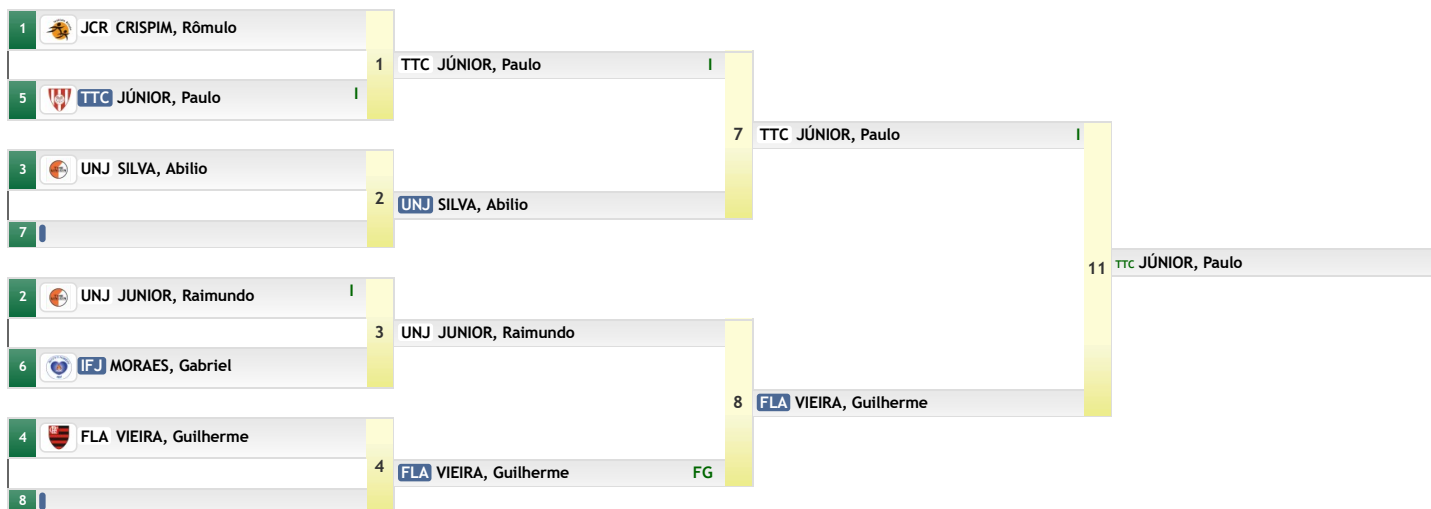 1 JCR CRISPIM, Rômulo
1 TTC JÚNIOR, Paulo I
5 TTC JÚNIOR, Paulo I
7 TTC JÚNIOR, Paulo I
3 UNJ SILVA, Abilio
2 UNJ SILVA, Abilio
7
11 TTC JÚNIOR, Paulo
2 UNJ JUNIOR, Raimundo I
3 UNJ JUNIOR, Raimundo
6 IFJ MORAES, Gabriel
8 FLA VIEIRA, Guilherme
4 FLA VIEIRA, Guilherme
4 FLA VIEIRA, Guilherme FG
8